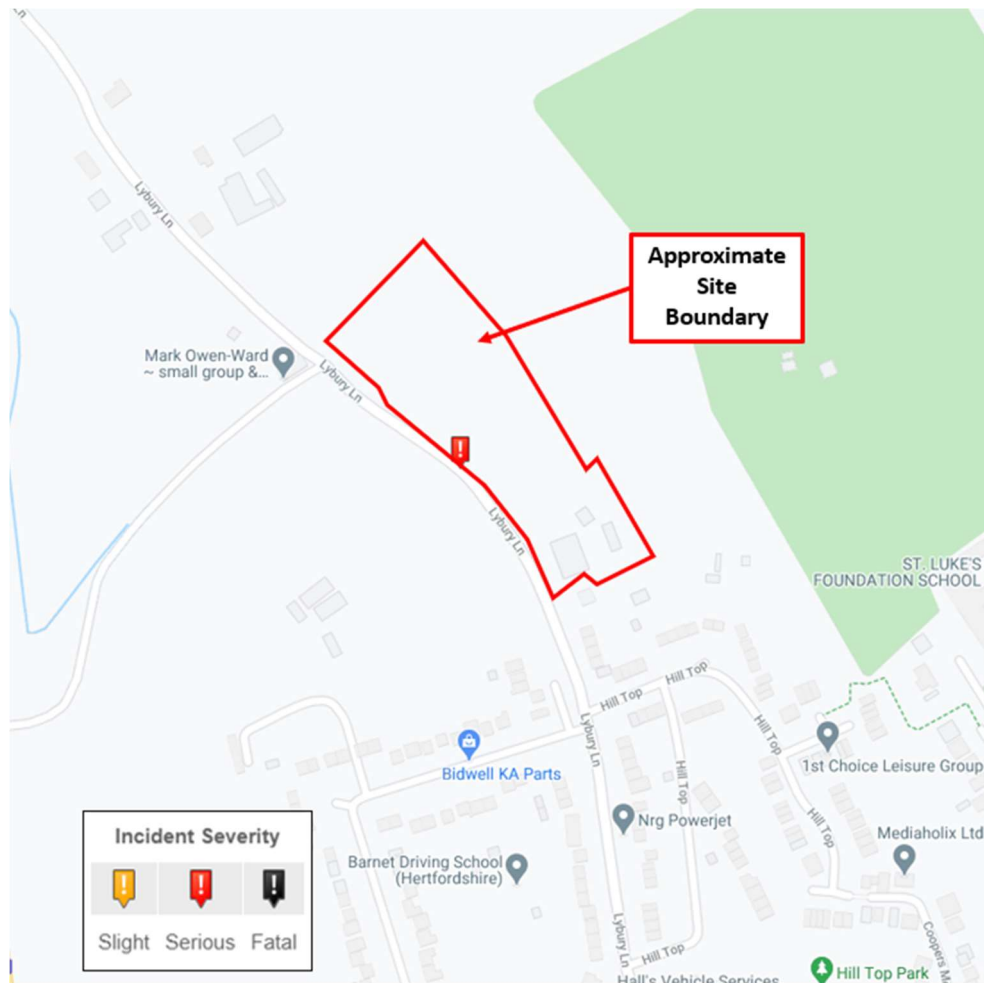 Ln
Lybury Ln
Approximate
Site
Boundary
Mark Owen-Ward
~ small group &...
Lybury Ln
Lybury Ln
ST. LUKE'S
FOUNDATION SCHOOL
Hill Top
Hill Top
Lybury Ln
Hill Top
Bidwell KA Parts
Hill Top
1st Choice Leisure Group
Nrg Powerjet
Hill Top
Mediaholix Ltd
Incident Severity
Slight Serious Fatal
Barnet Driving School
(Hertfordshire)
Lybury Ln
Hill Top
Coopers M
Hall's Vehicle Services
Hill Top Park